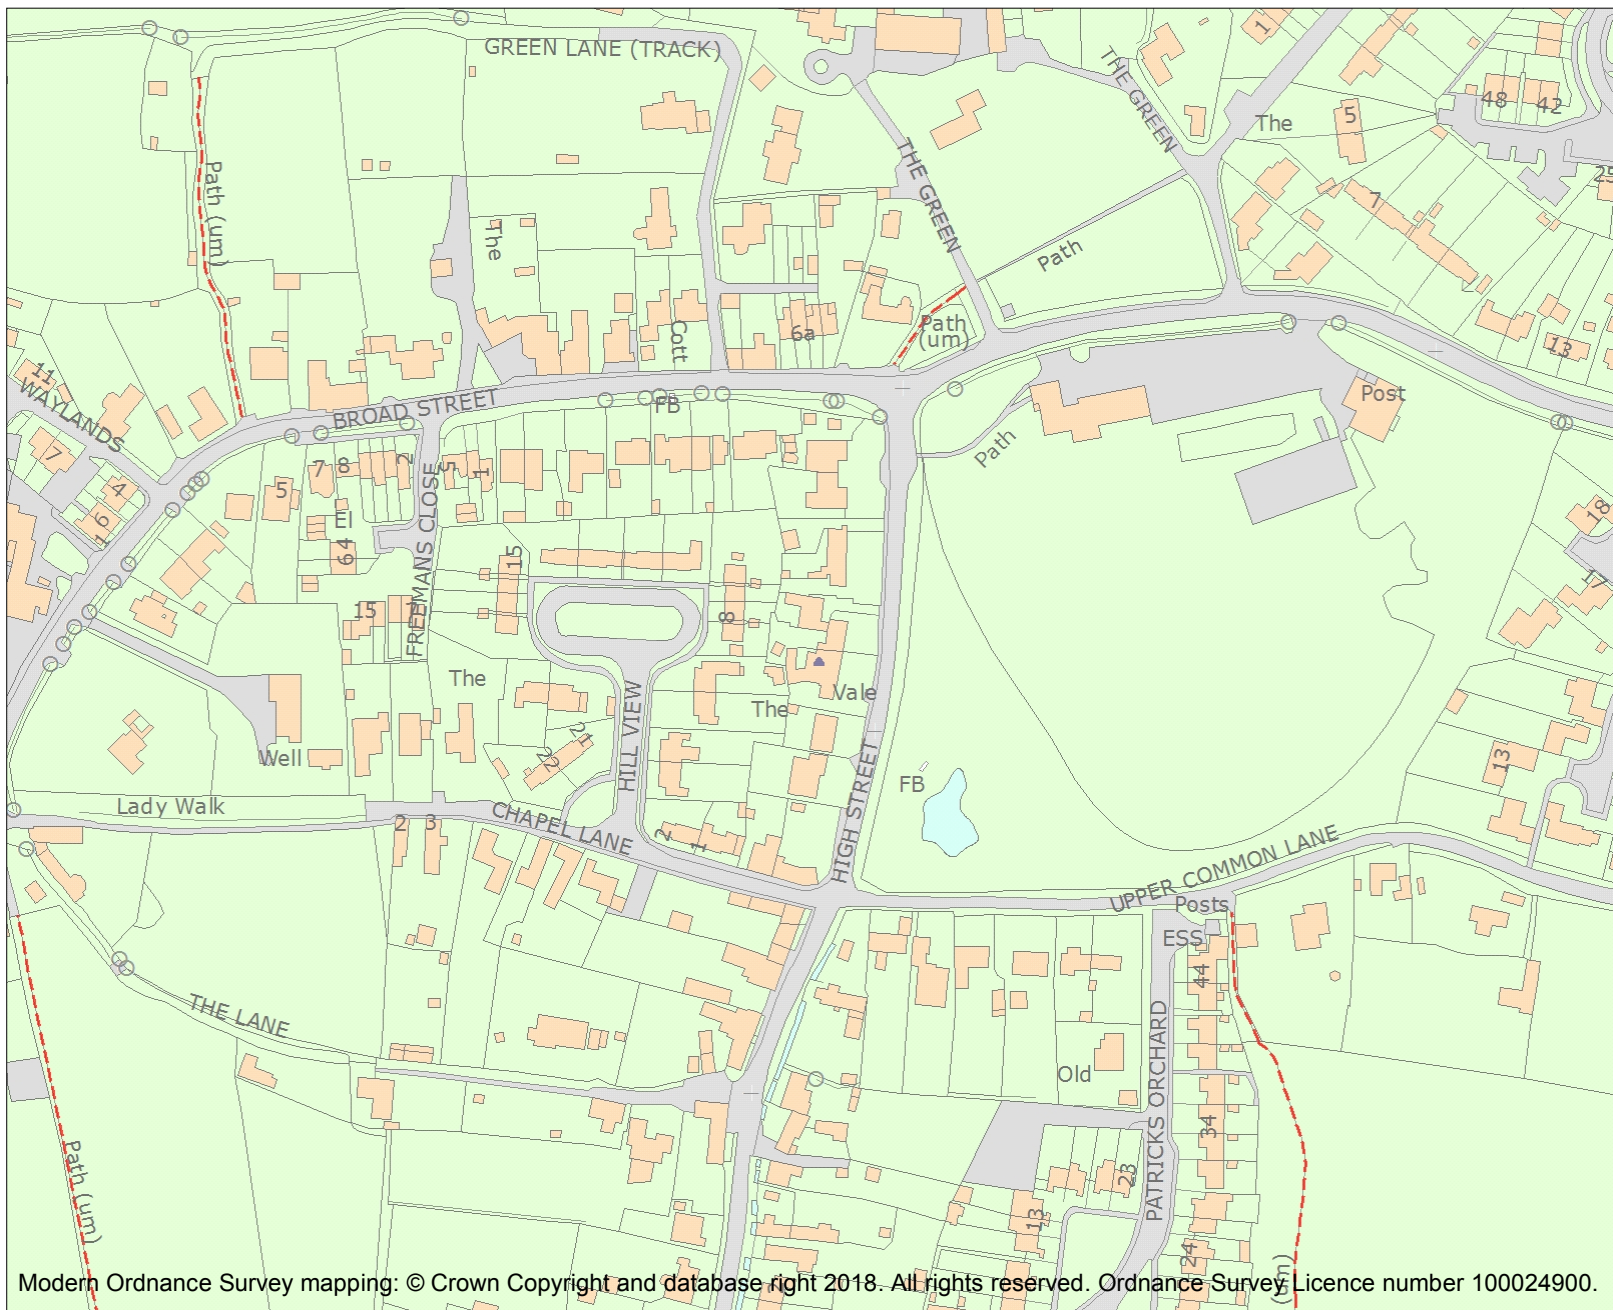 GREEN LANE (TRACK)
THE GREEN
1
48
42
The
5
25
THE GREEN
Path (um)
The
7
Path
Cott
6a
Path
(um)
13
11
WAYLANDS
BROAD STREET
FB
Post
7
4
6
1
5
7
8
2
5
1
Path
El
64
FREEMANS CLOSE
15
18
17
15
7
8
The
HILL VIEW
The
Vale
21
22
Well
HIGH STREET
FB
13
Lady Walk
2
3
CHAPEL LANE
2
1
UPPER COMMON LANE
Posts
ESS
44
THE LANE
Old
PATRICKS ORCHARD
34
Path (um)
23
13
24
(um)
Modern Ordnance Survey mapping: © Crown Copyright and database right 2018. All rights reserved. Ordnance Survey Licence number 100024900.